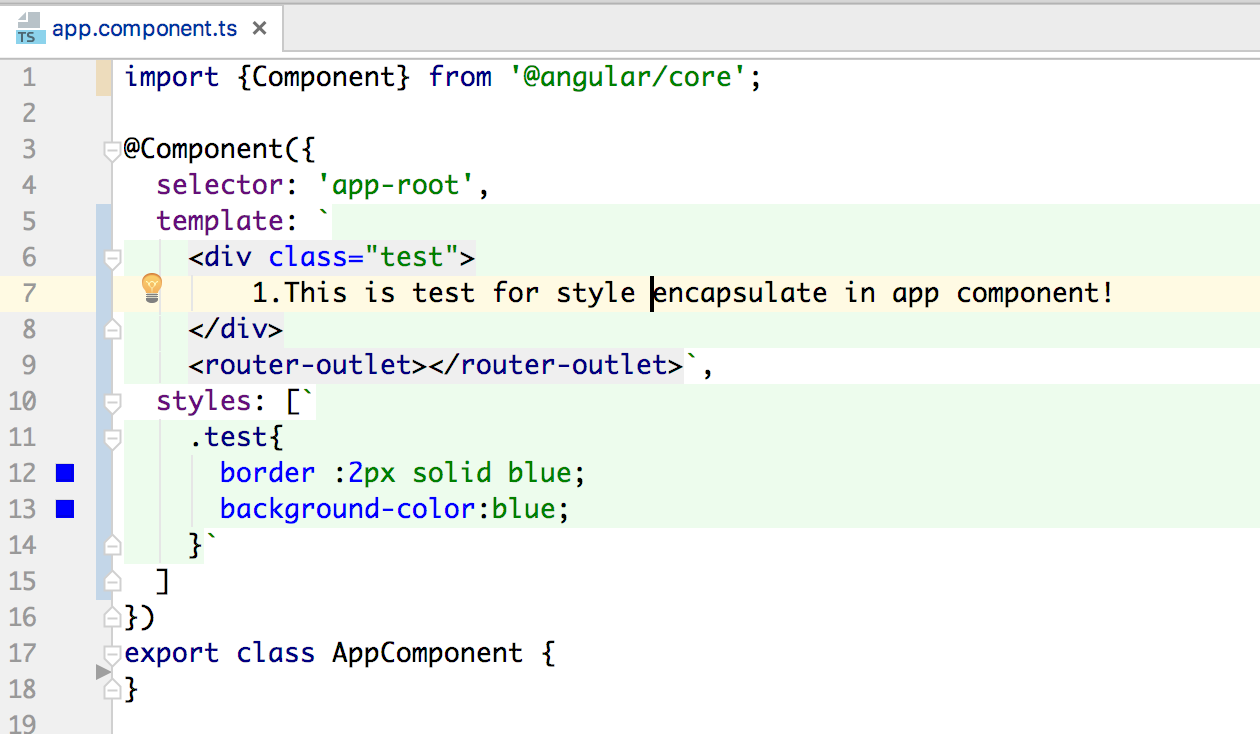 TS app.component.ts ×
1 import {Component} from '@angular/core';
2
3 @Component({
4   selector: 'app-root',
5   template: `
6     <div class="test">
7         1.This is test for style encapsulate in app component!
8     </div>
9     <router-outlet></router-outlet>`,
10   styles: [`
11     .test{
12       border :2px solid blue;
13       background-color:blue;
14     }`
15   ]
16 })
17 export class AppComponent {
18 }
19